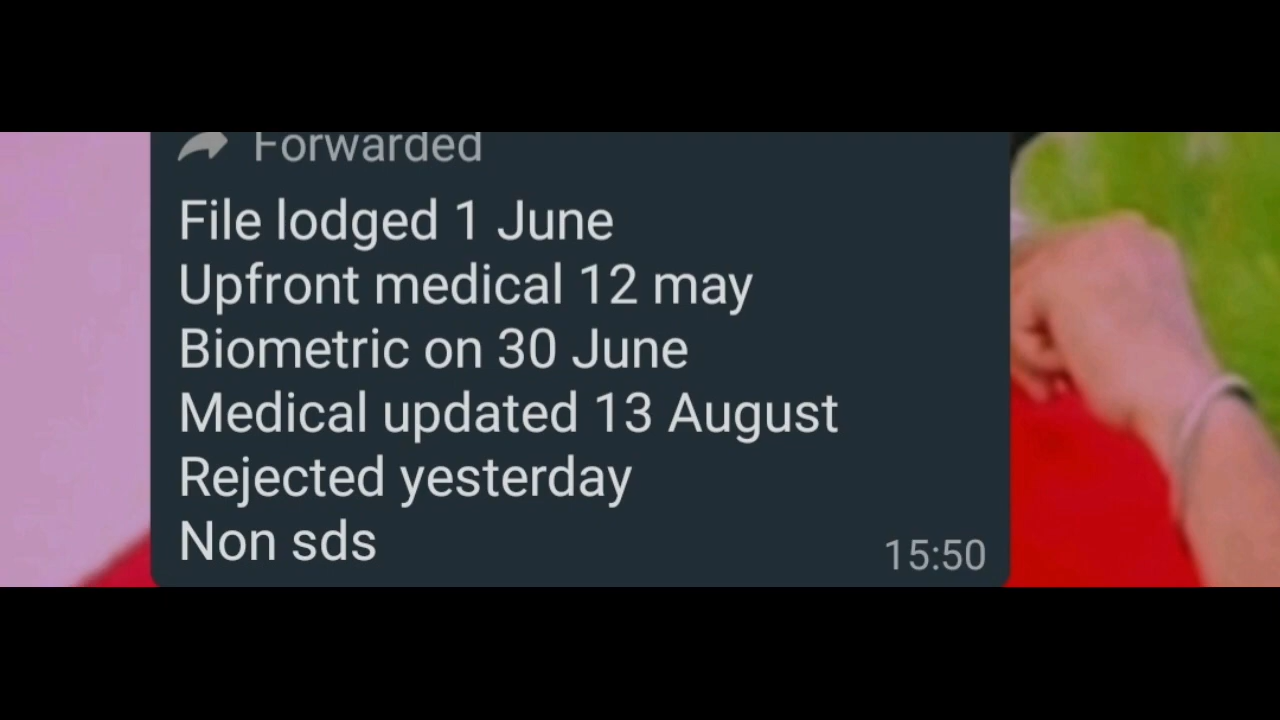 Forwarded
File lodged 1 June
Upfront medical 12 may
Biometric on 30 June
Medical updated 13 August
Rejected yesterday
Non sds
15:50